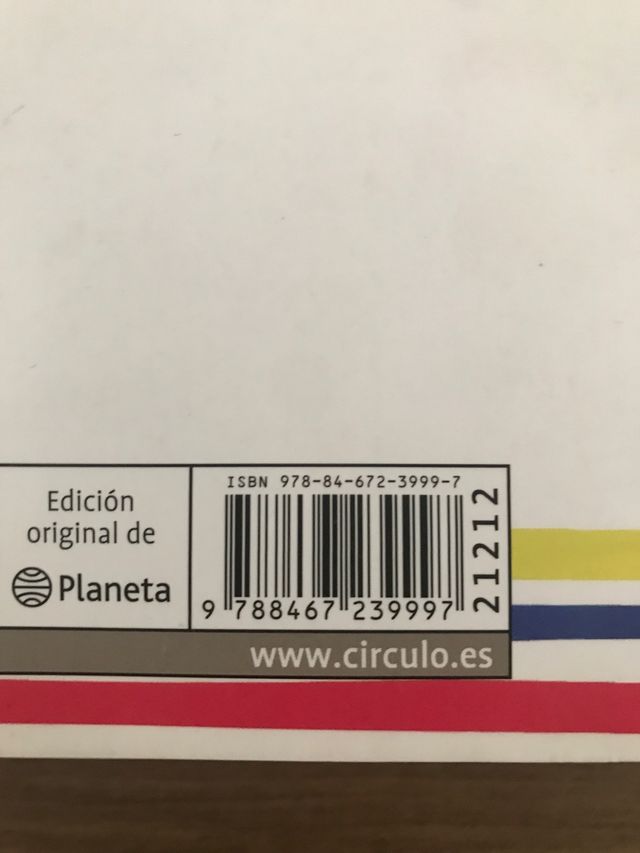 Edición
original de
Planeta
ISBN 978-84-672-3999-7
9 788467 239997
21212
www.circulo.es